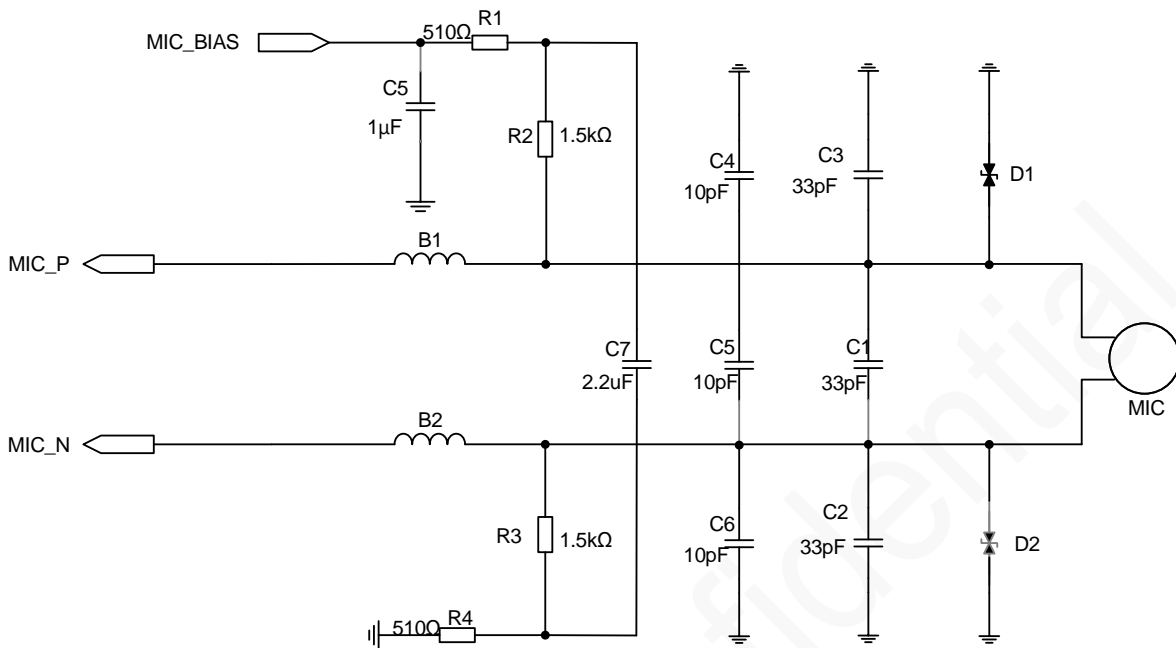 MIC_BIAS
510Ω
R1
C5
1µF
R2
1.5kΩ
C4
10pF
C3
33pF
D1
MIC_P
B1
C7
2.2uF
C5
10pF
C1
33pF
MIC
MIC_N
B2
R3
1.5kΩ
C6
10pF
C2
33pF
D2
510Ω
R4
fidential